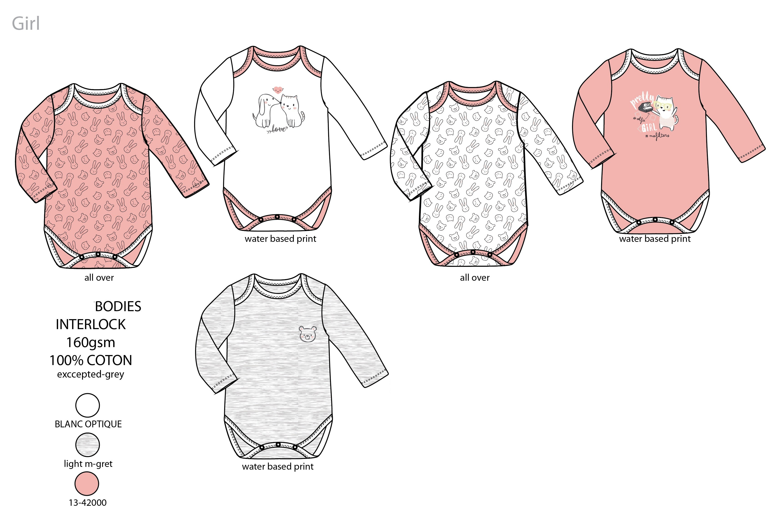 Girl
all over
love
water based print
all over
pretty
girl
water based print
BODIES
INTERLOCK
160gsm
100% COTON
exccepted-grey
BLANC OPTIQUE
light m-gret
13-42000
water based print